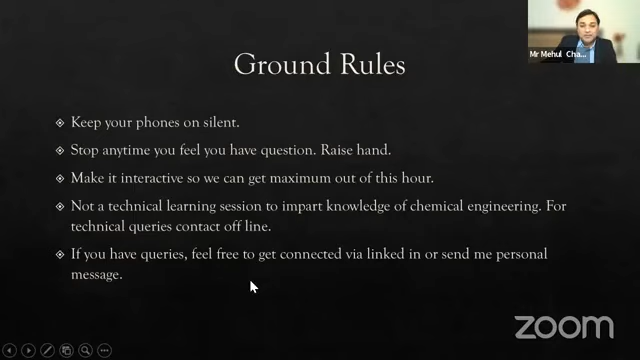 Mr Mehul Cha...
Ground Rules
Keep your phones on silent.
Stop anytime you feel you have question. Raise hand.
Make it interactive so we can get maximum out of this hour.
Not a technical learning session to impart knowledge of chemical engineering. For
technical queries contact off line.
If you have queries, feel free to get connected via linked in or send me personal
message.
zoom